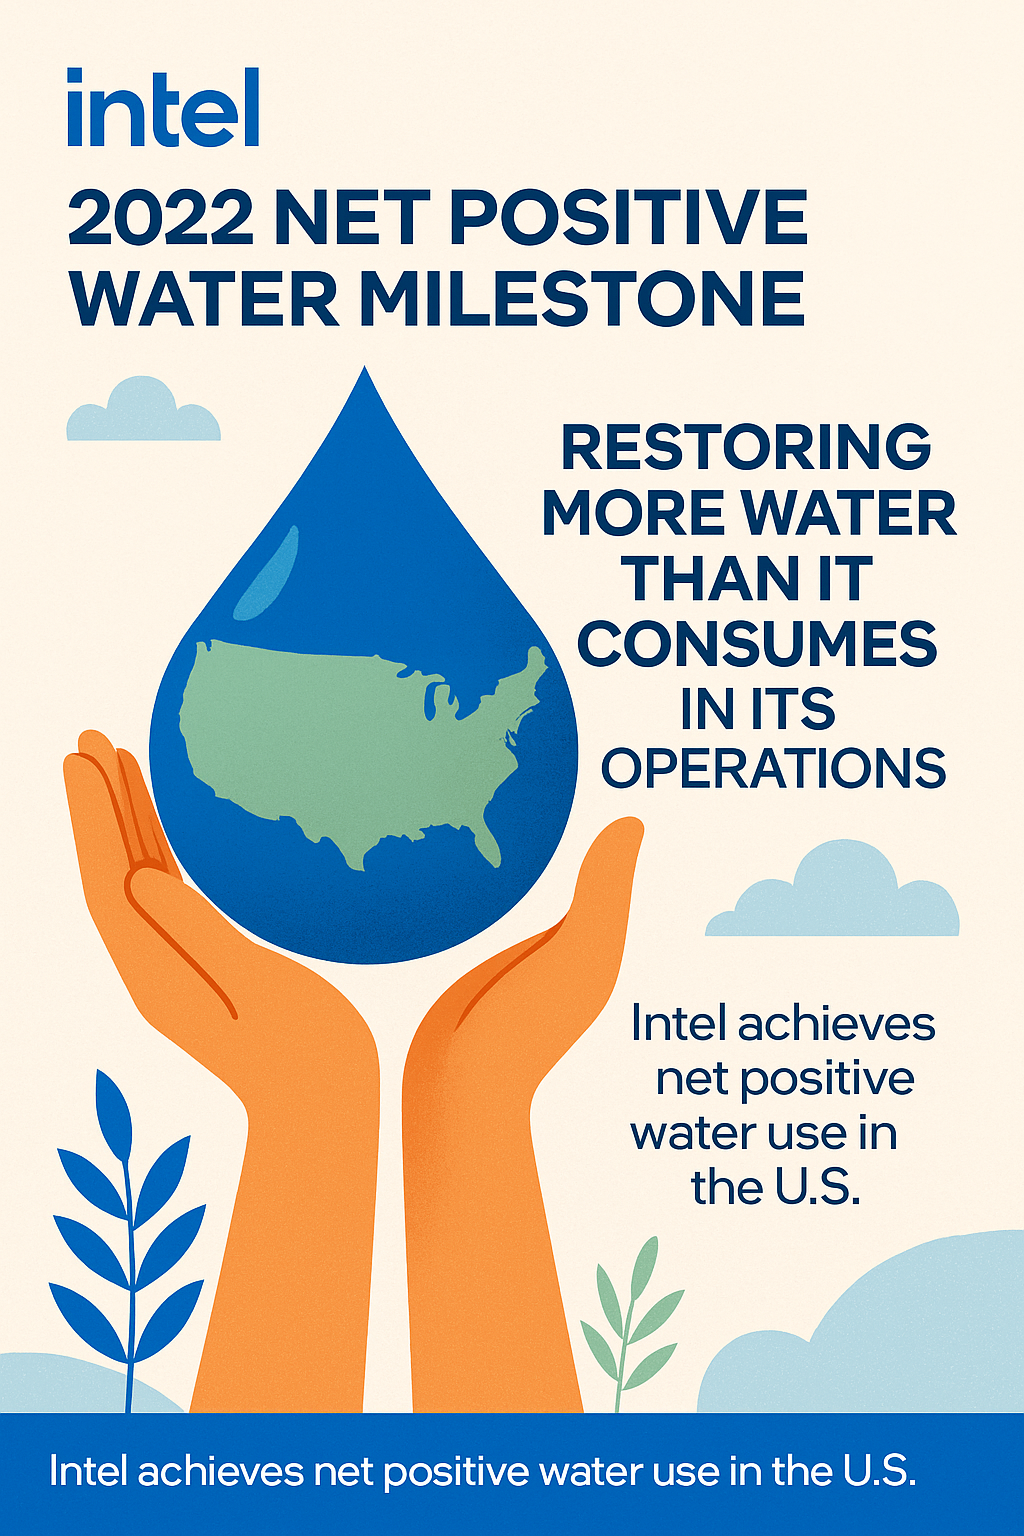 intel
2022 NET POSITIVE
WATER MILESTONE
RESTORING
MORE WATER
THAN IT
CONSUMES
IN ITS
OPERATIONS
Intel achieves
net positive
water use in
the U.S.
Intel achieves net positive water use in the U.S.